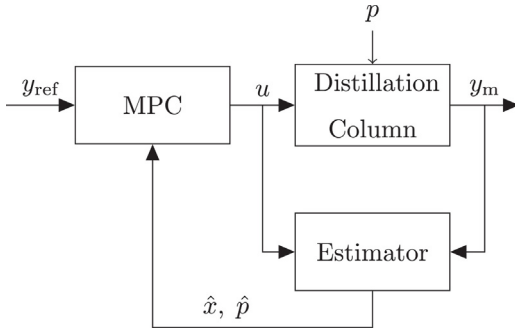 p
y_ref
MPC
u
Distillation
Column
y_m
Estimator
x̂, p̂